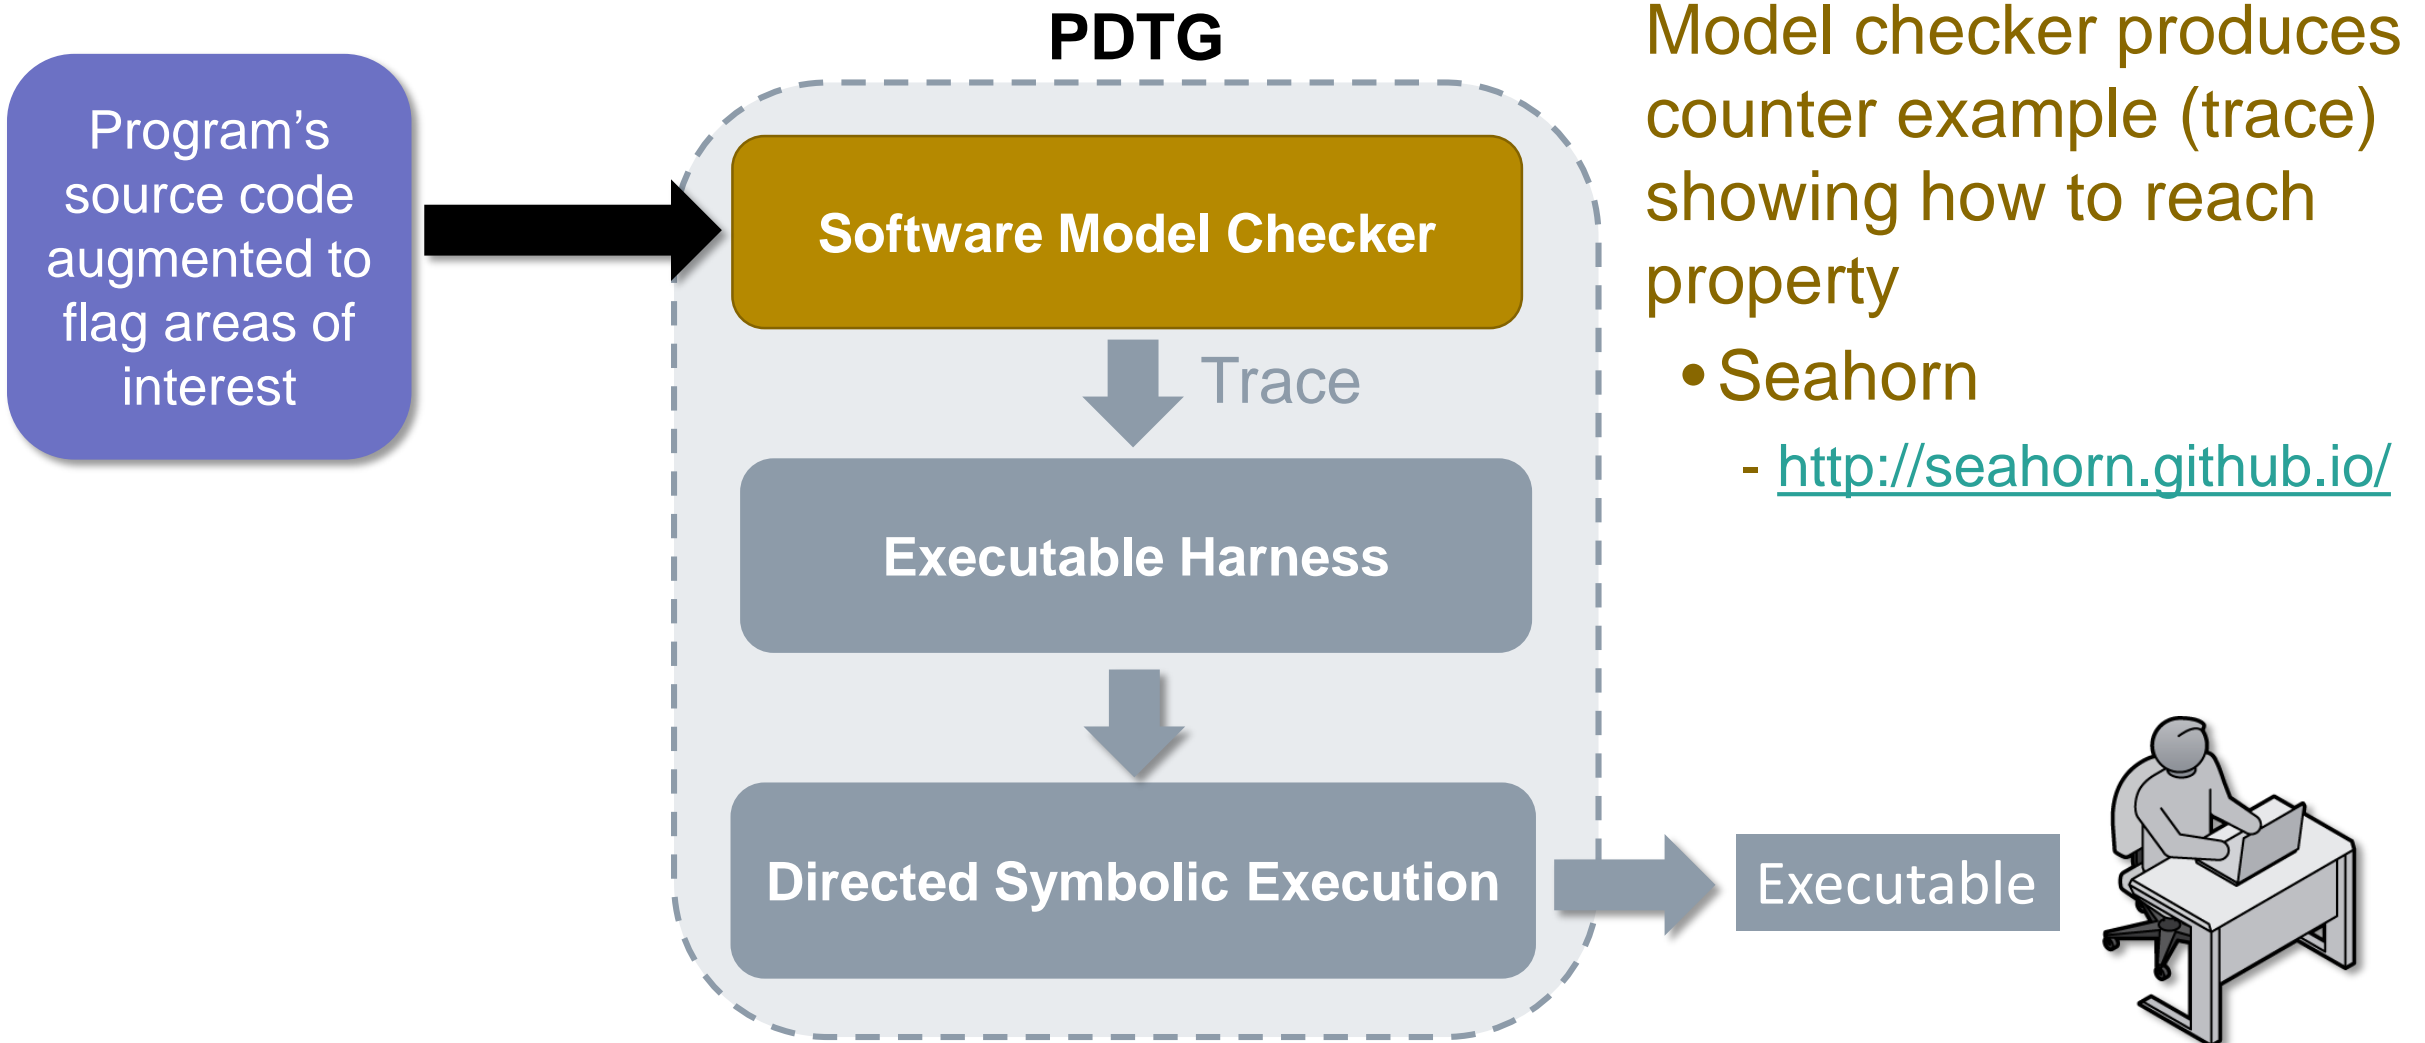 PDTG
Program’s
source code
augmented to
flag areas of
interest
Software Model Checker
Trace
Executable Harness
Directed Symbolic Execution
Executable
Model checker produces
counter example (trace)
showing how to reach
property
• Seahorn
- http://seahorn.github.io/